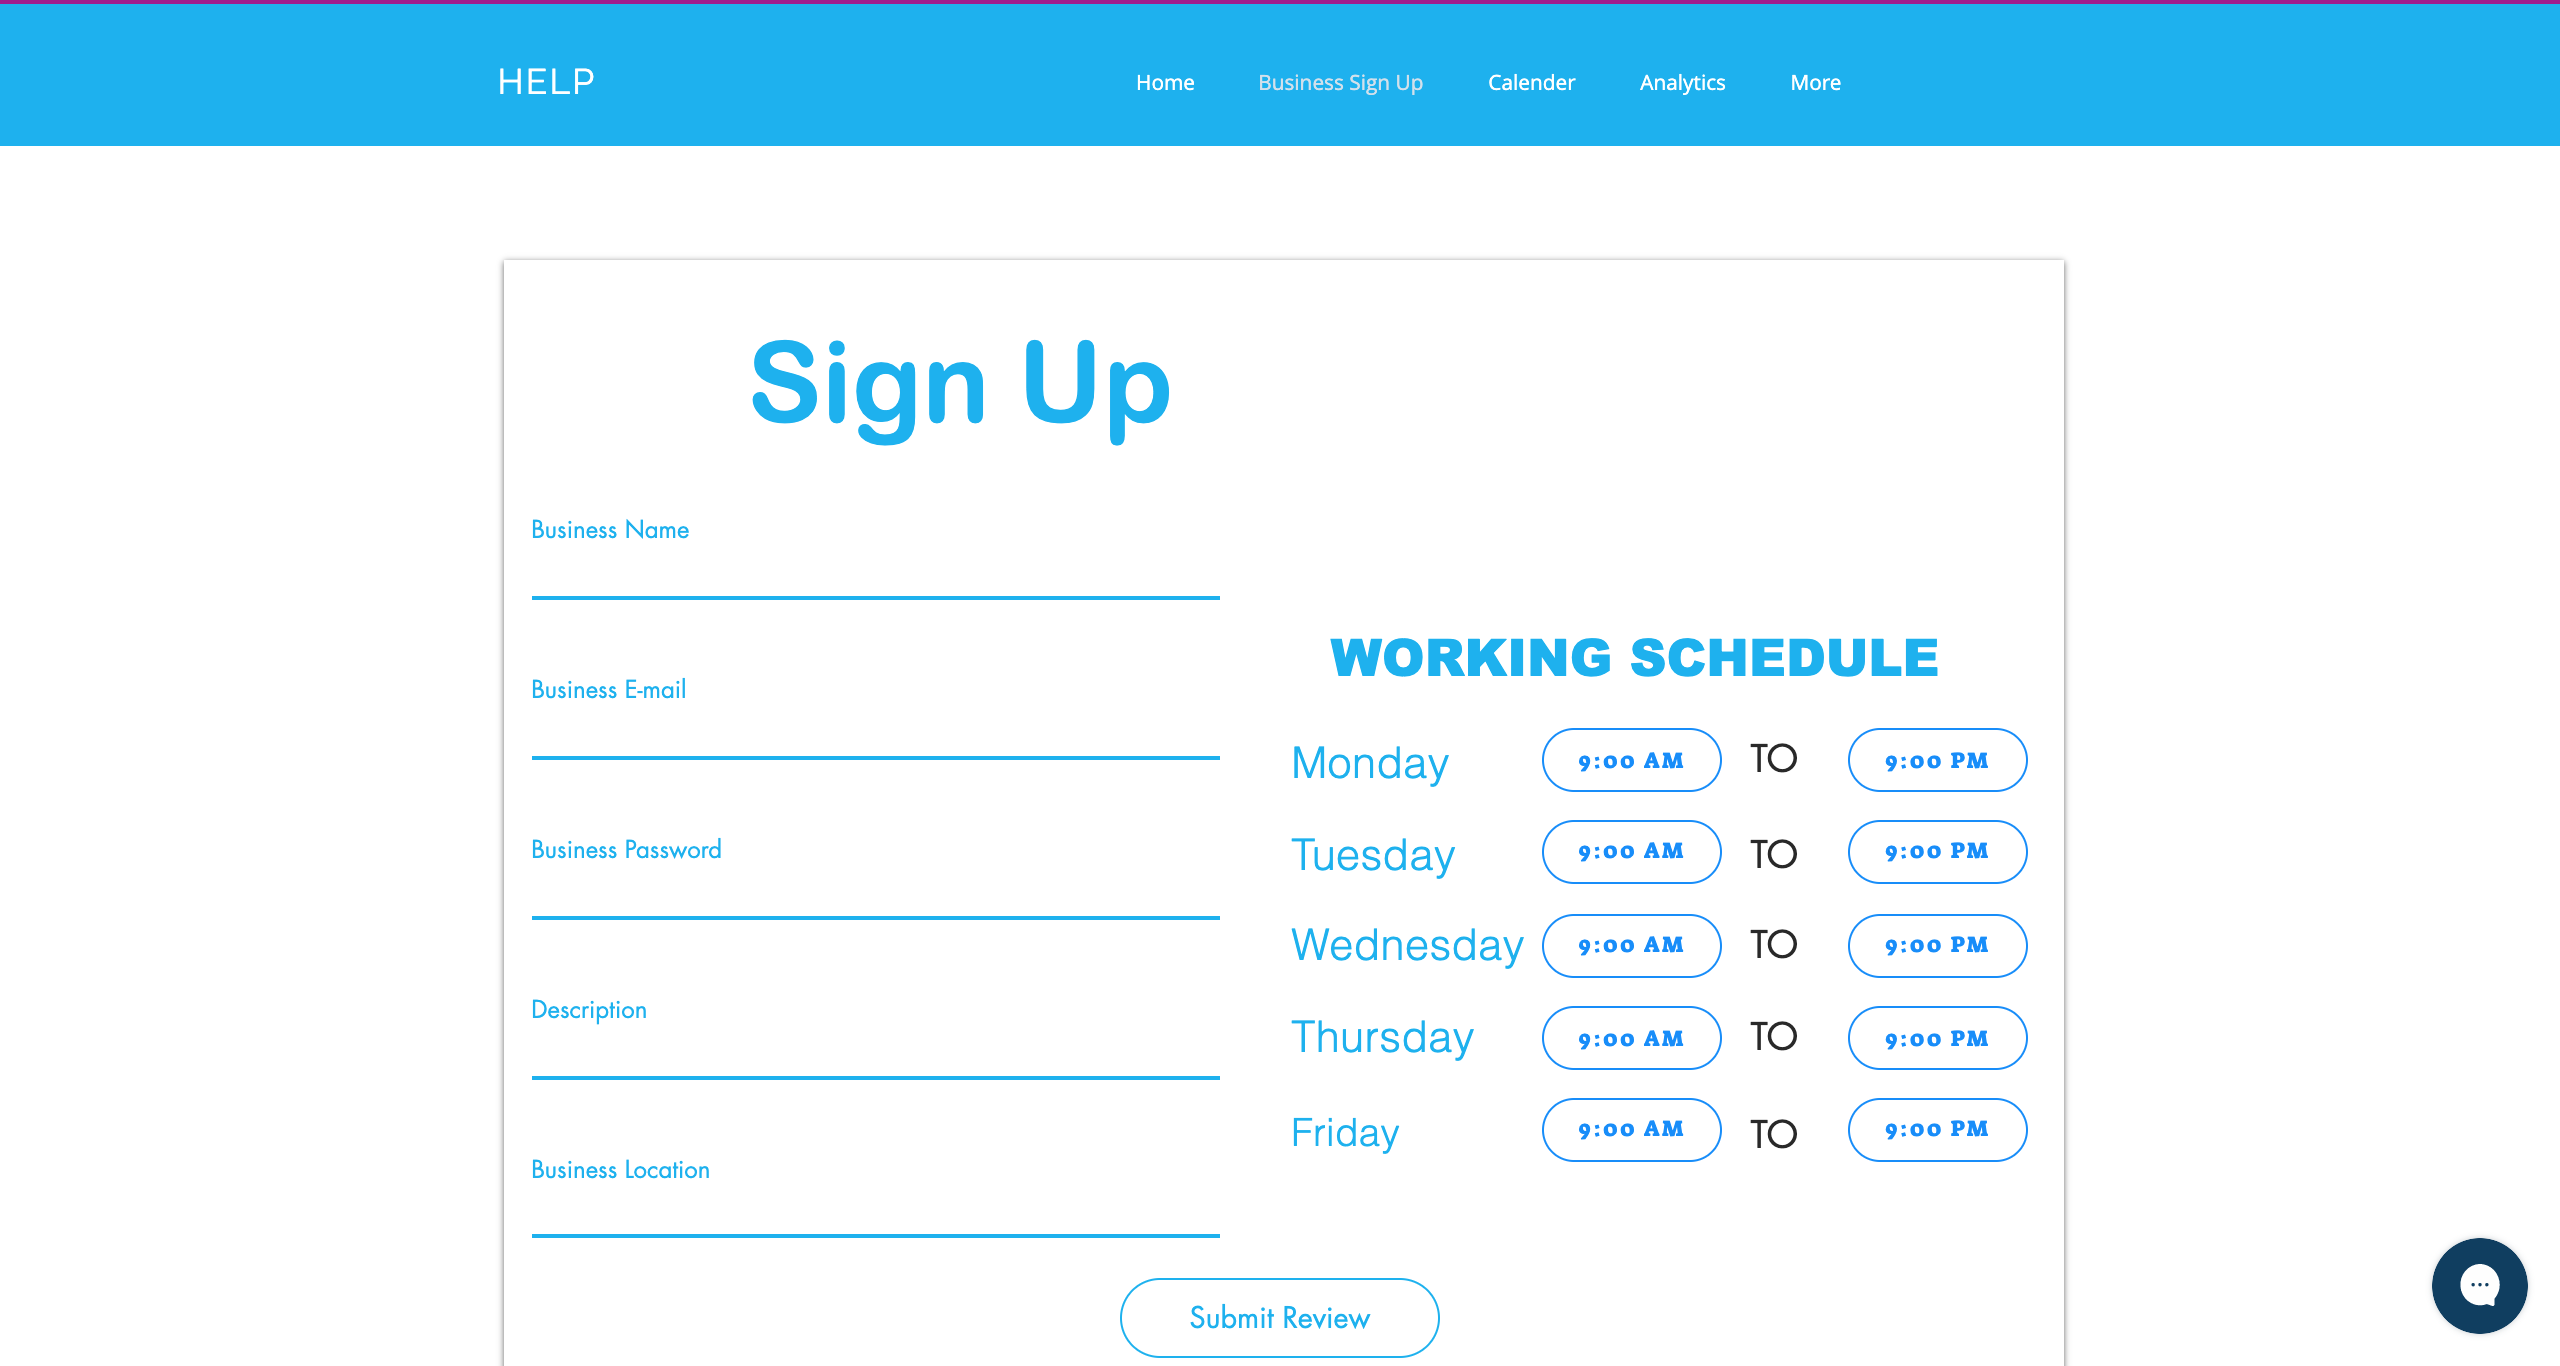 HELP
Home Business Sign Up Calender Analytics More
Sign Up
Business Name
Business E-mail
Business Password
Description
Business Location
WORKING SCHEDULE
Monday 9:00 AM TO 9:00 PM
Tuesday 9:00 AM TO 9:00 PM
Wednesday 9:00 AM TO 9:00 PM
Thursday 9:00 AM TO 9:00 PM
Friday 9:00 AM TO 9:00 PM
Submit Review